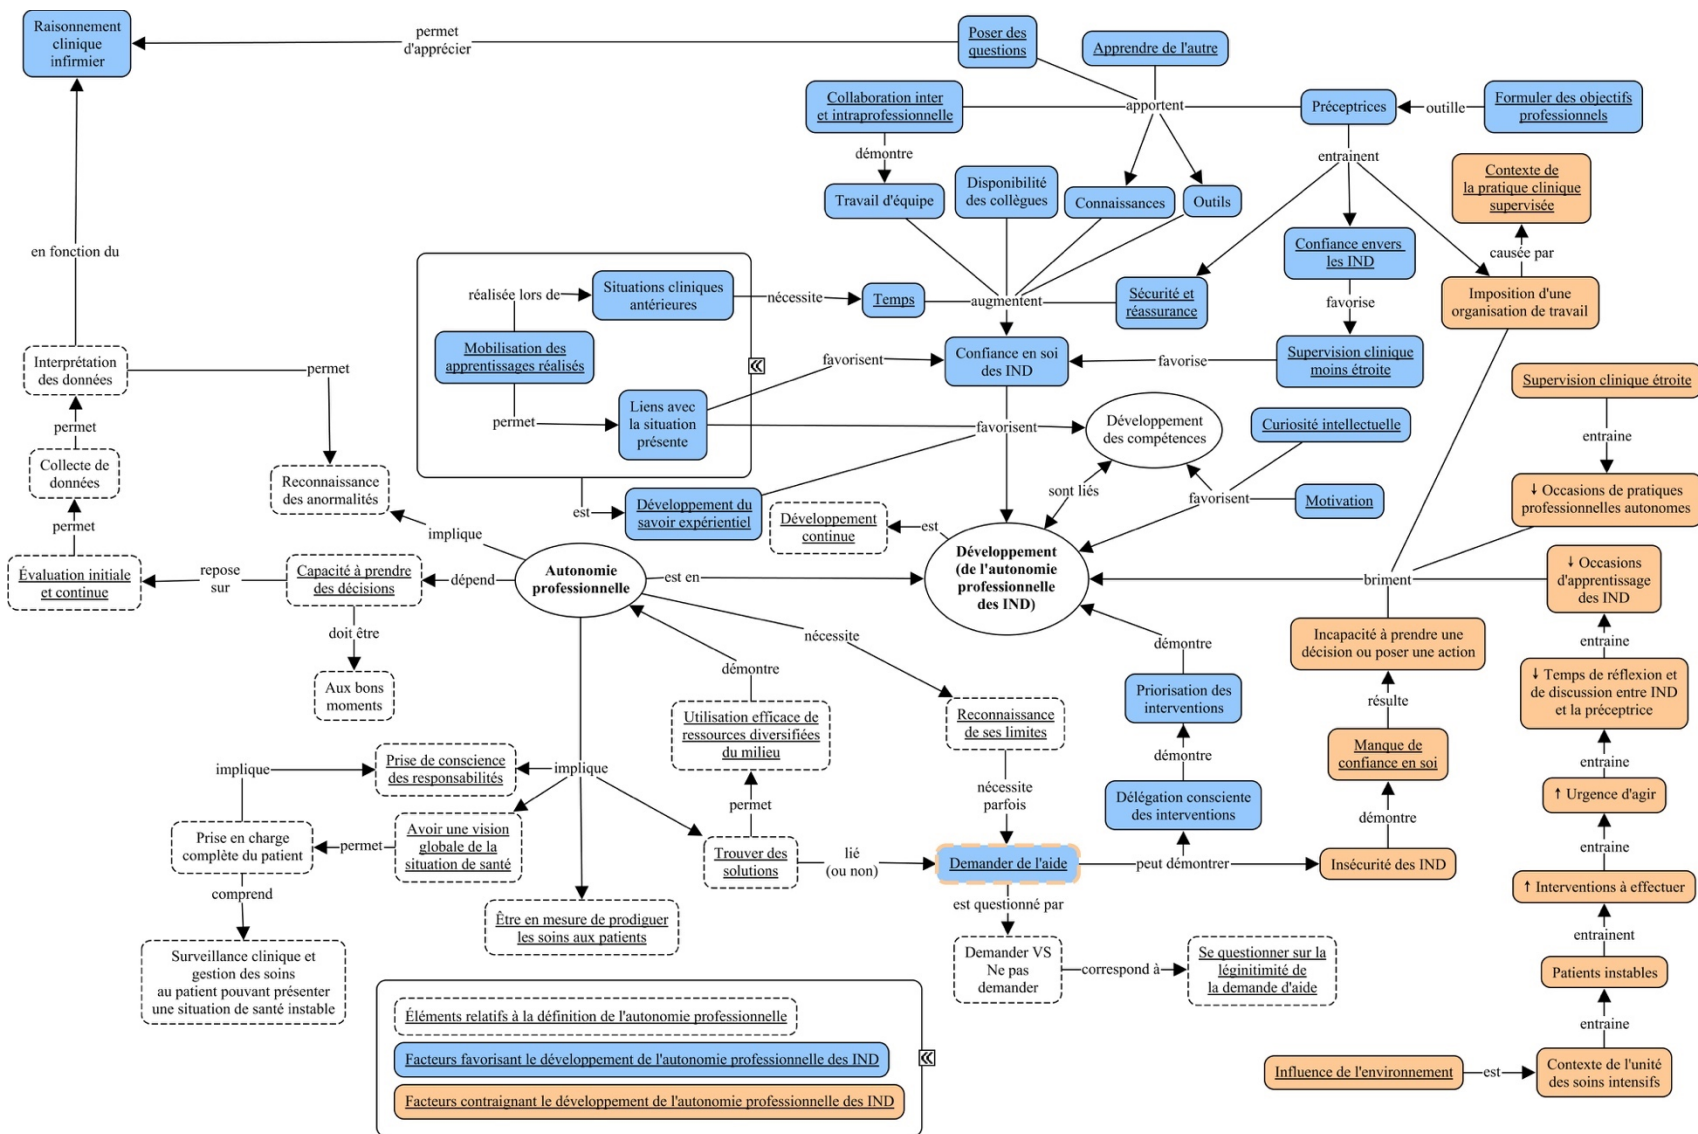 Raisonnement
clinique
infirmier
permet
d'apprécier
Poser des
questions
Apprendre de l'autre
Collaboration inter
et intraprofessionnelle
apportent
Préceptrices
outille
Formuler des objectifs
professionnels
démontre
entrainent
Contexte de
la pratique clinique
supervisée
Travail d'équipe
Disponibilité
des collègues
Connaissances
Outils
en fonction du
Confiance envers
les IND
causée par
réalisée lors de
Situations cliniques
antérieures
nécessite
Temps
augmentent
Sécurité et
réassurance
Imposition d'une
organisation de travail
favorise
Mobilisation des
apprentissages réalisés
favorisent
Confiance en soi
des IND
favorise
Supervision clinique
moins étroite
Interprétation
des données
permet
Supervision clinique étroite
permet
Liens avec
la situation
présente
favorisent
Développement
des compétences
Curiosité intellectuelle
entraine
permet
Collecte de
données
Reconnaissance
des anormalités
sont liés
favorisent
Motivation
↓ Occasions de pratiques
professionnelles autonomes
est
Développement du
savoir expérientiel
Développement
continue
est
permet
implique
Évaluation initiale
et continue
repose
sur
Capacité à prendre
des décisions
dépend
Autonomie
professionnelle
est en
Développement
(de l'autonomie
professionnelle
des IND)
briment
↓ Occasions
d'apprentissage
des IND
doit être
nécessite
démontre
Incapacité à prendre une
décision ou poser une action
entraine
Aux bons
moments
démontre
Priorisation des
interventions
résulte
↓ Temps de réflexion et
de discussion entre IND
et la préceptrice
Utilisation efficace de
ressources diversifiées
du milieu
Reconnaissance
de ses limites
démontre
Manque de
confiance en soi
entraine
implique
Prise de conscience
des responsabilités
implique
nécessite
parfois
Délégation consciente
des interventions
↑ Urgence d'agir
permet
démontre
Prise en charge
complète du patient
permet
Avoir une vision
globale de la
situation de santé
Trouver des
solutions
lié
(ou non)
Demander de l'aide
peut démontrer
Insécurité des IND
entraine
↑ Interventions à effectuer
comprend
est questionné par
Être en mesure de prodiguer
les soins aux patients
entrainent
Surveillance clinique et
gestion des soins
au patient pouvant présenter
une situation de santé instable
Demander VS
Ne pas
demander
correspond à
Se questionner sur la
léginitimité de
la demande d'aide
Patients instables
entraine
Éléments relatifs à la définition de l'autonomie professionnelle
Facteurs favorisant le développement de l'autonomie professionnelle des IND
Facteurs contraignant le développement de l'autonomie professionnelle des IND
Influence de l'environnement
est
Contexte de l'unité
des soins intensifs